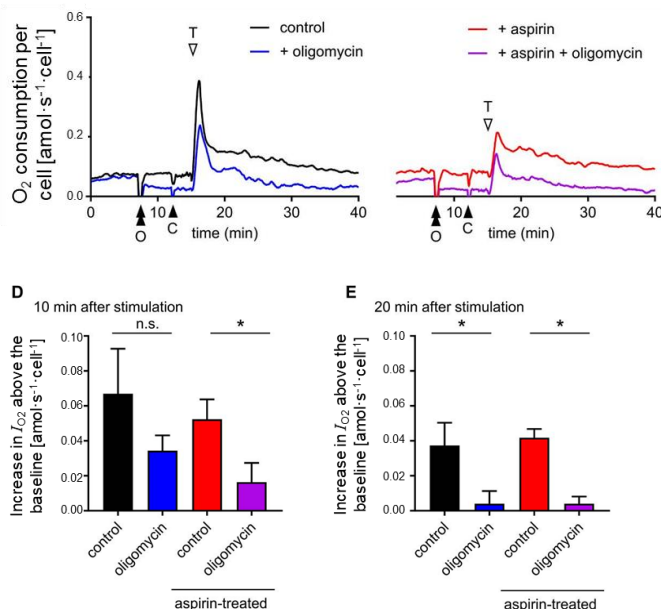 O2 consumption per
cell [amol·s-1·cell-1]
0.6
0.4
0.2
0.0
T
control
+ oligomycin
0
10
20
30
40
O
C
time (min)
T
+ aspirin
+ aspirin + oligomycin
10
20
30
40
O
C
time (min)
D
10 min after stimulation
Increase in IO2 above the
baseline [amol·s-1·cell-1]
0.10
0.08
0.06
0.04
0.02
0.00
n.s.
*
control
oligomycin
control
oligomycin
aspirin-treated
E
20 min after stimulation
Increase in IO2 above the
baseline [amol·s-1·cell-1]
0.10
0.08
0.06
0.04
0.02
0.00
*
*
control
oligomycin
control
oligomycin
aspirin-treated